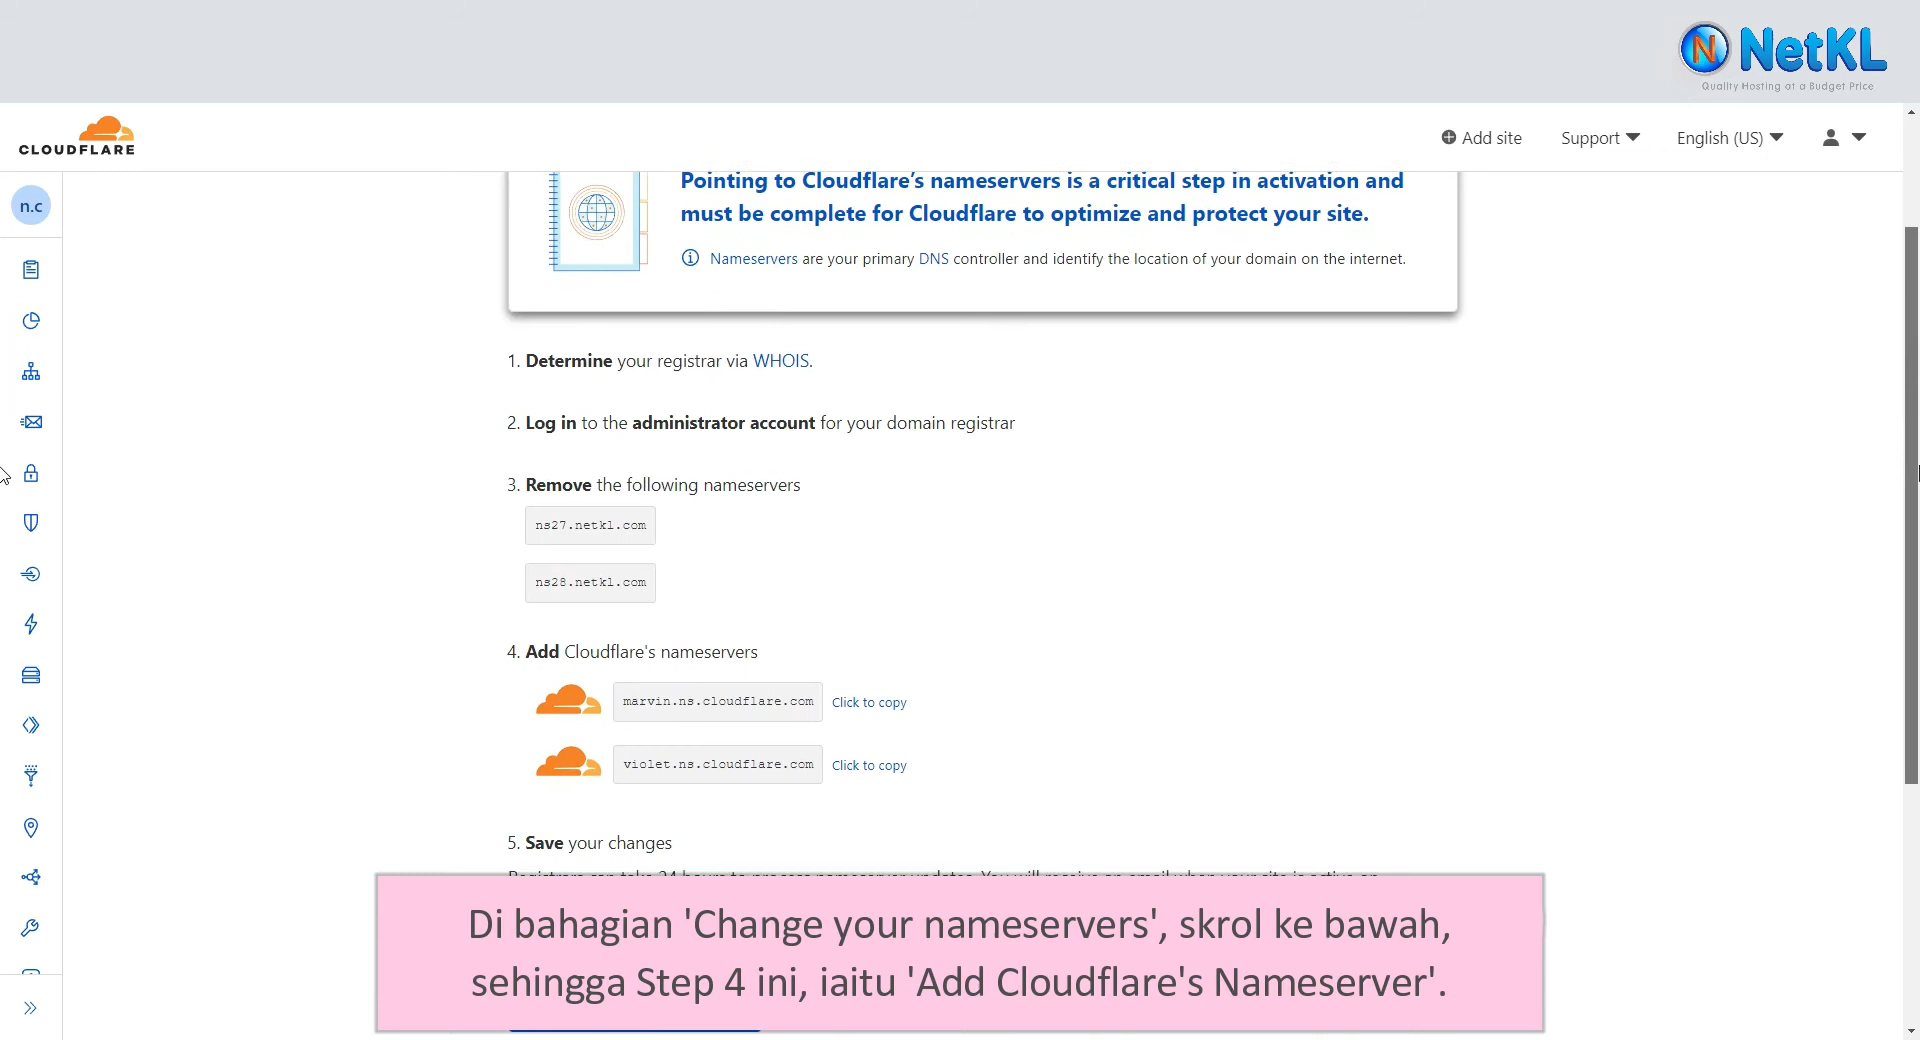 NetKL
Quality Hosting at a Budget Price
CLOUDFLARE
Add site
Support
English (US)
n.c
Pointing to Cloudflare’s nameservers is a critical step in activation and
must be complete for Cloudflare to optimize and protect your site.
Nameservers are your primary DNS controller and identify the location of your domain on the internet.
1. Determine your registrar via WHOIS.
2. Log in to the administrator account for your domain registrar
3. Remove the following nameservers
ns27.netkl.com
ns28.netkl.com
4. Add Cloudflare's nameservers
marvin.ns.cloudflare.com Click to copy
violet.ns.cloudflare.com Click to copy
5. Save your changes
Di bahagian 'Change your nameservers', skrol ke bawah,
sehingga Step 4 ini, iaitu 'Add Cloudflare's Nameserver'.